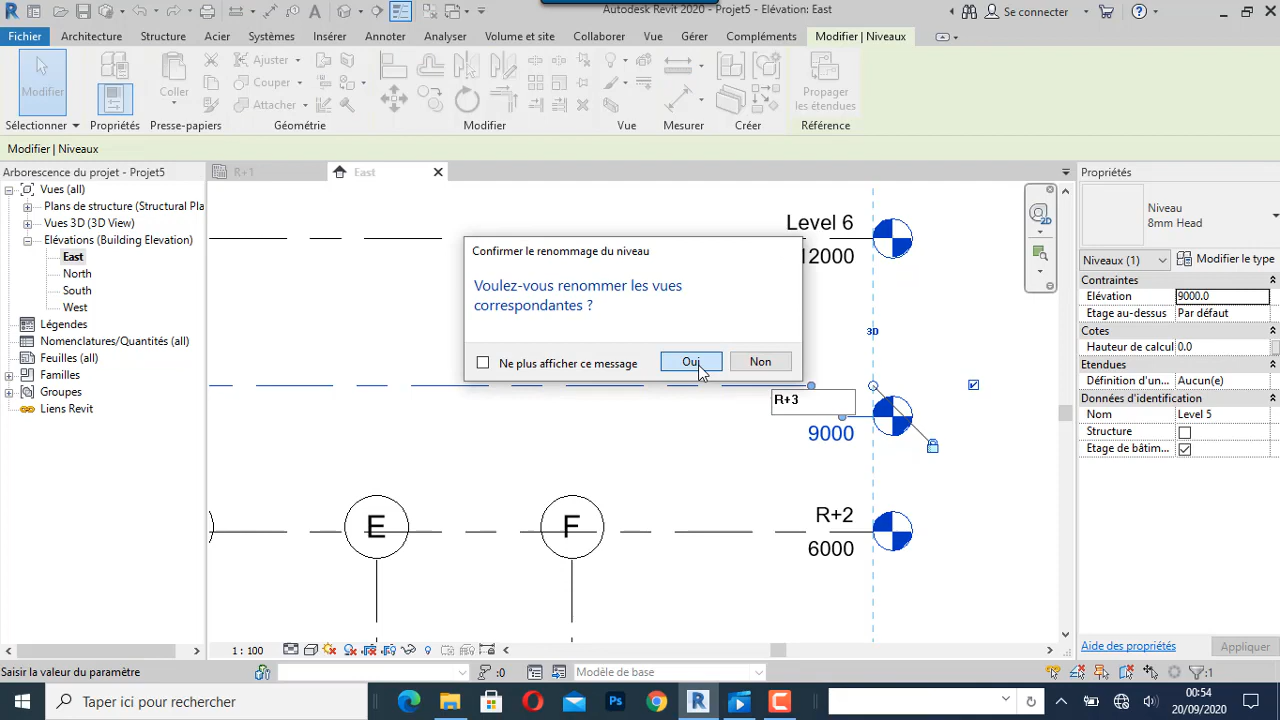 Autodesk Revit 2020 - Projet5 - Elévation: East
Se connecter
Fichier
Architecture
Structure
Acier
Systèmes
Insérer
Annoter
Analyser
Volume et site
Collaborer
Vue
Gérer
Compléments
Modifier | Niveaux
Modifier
Coller
Ajuster
Couper
Attacher
Propager
les étendues
Sélectionner
Propriétés
Presse-papiers
Géométrie
Modifier
Vue
Mesurer
Créer
Référence
Modifier | Niveaux
Arborescence du projet - Projet5
Vues (all)
Plans de structure (Structural Pla
Vues 3D (3D View)
Elévations (Building Elevation)
East
North
South
West
Légendes
Nomenclatures/Quantités (all)
Feuilles (all)
Familles
Groupes
Liens Revit
R+1
East
Level 6
12000
Confirmer le renommage du niveau
Voulez-vous renommer les vues
correspondantes ?
Ne plus afficher ce message
Oui
Non
3D
R+3
9000
E
F
R+2
6000
2D
Propriétés
Niveau
8mm Head
Niveaux (1)
Modifier le type
Contraintes
Elévation
9000.0
Etage au-dessus
Par défaut
Cotes
Hauteur de calcul
0.0
Etendues
Définition d'un...
Aucun(e)
Données d'identification
Nom
Level 5
Structure
Etage de bâtim...
Aide des propriétés
Appliquer
1 : 100
Saisir la valeur du paramètre
:0
Modèle de base
:1
Taper ici pour rechercher
Ps
R
C
00:54
20/09/2020